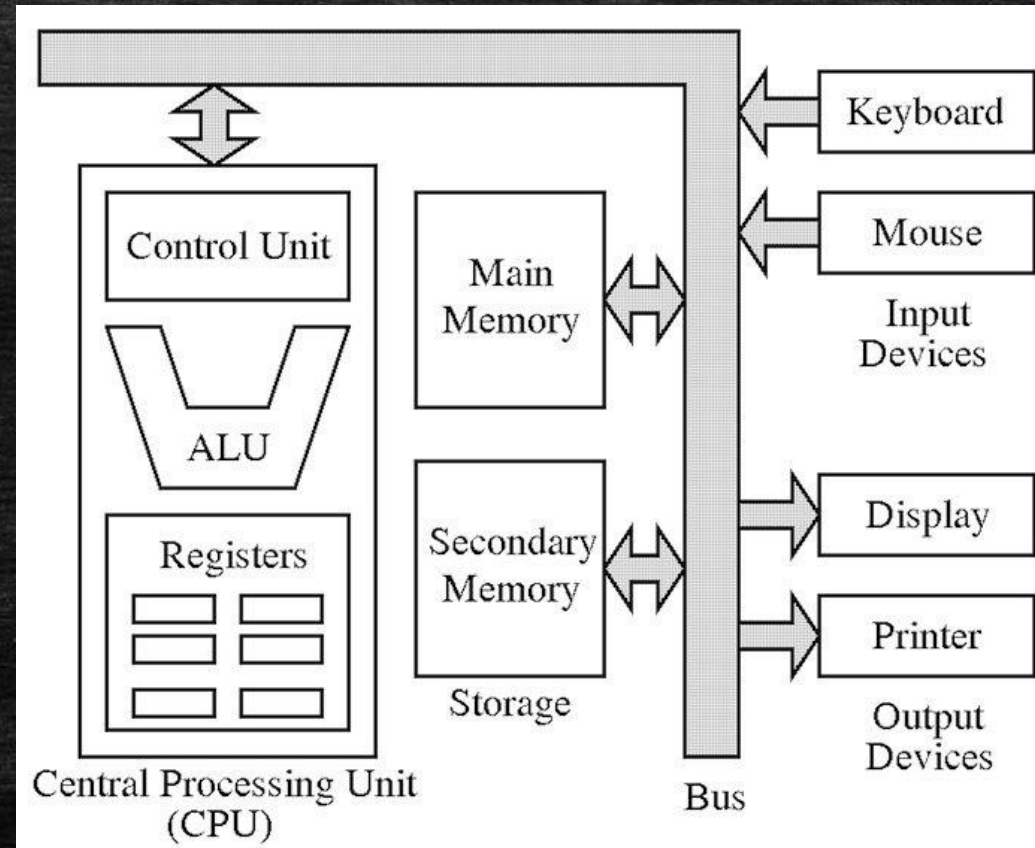 Control Unit
ALU
Registers
Central Processing Unit
(CPU)
Main
Memory
Secondary
Memory
Storage
Bus
Keyboard
Mouse
Input
Devices
Display
Printer
Output
Devices